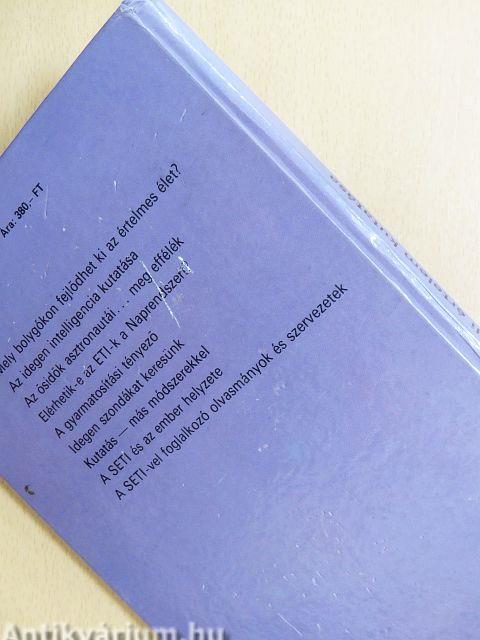 Ára: 380,– FT
Mely bolygókon fejlődhet ki az értelmes élet?
Az idegen intelligencia kutatása
Az ősidők asztronautái... meg effélék
Elérhetik-e az ETI-k a Naprendszert?
A gyarmatosítási tényező
Idegen szondákat keresünk
Kutatás — más módszerekkel
A SETI és az ember helyzete
A SETI-vel foglalkozó olvasmányok és szervezetek
Antikvárium.hu